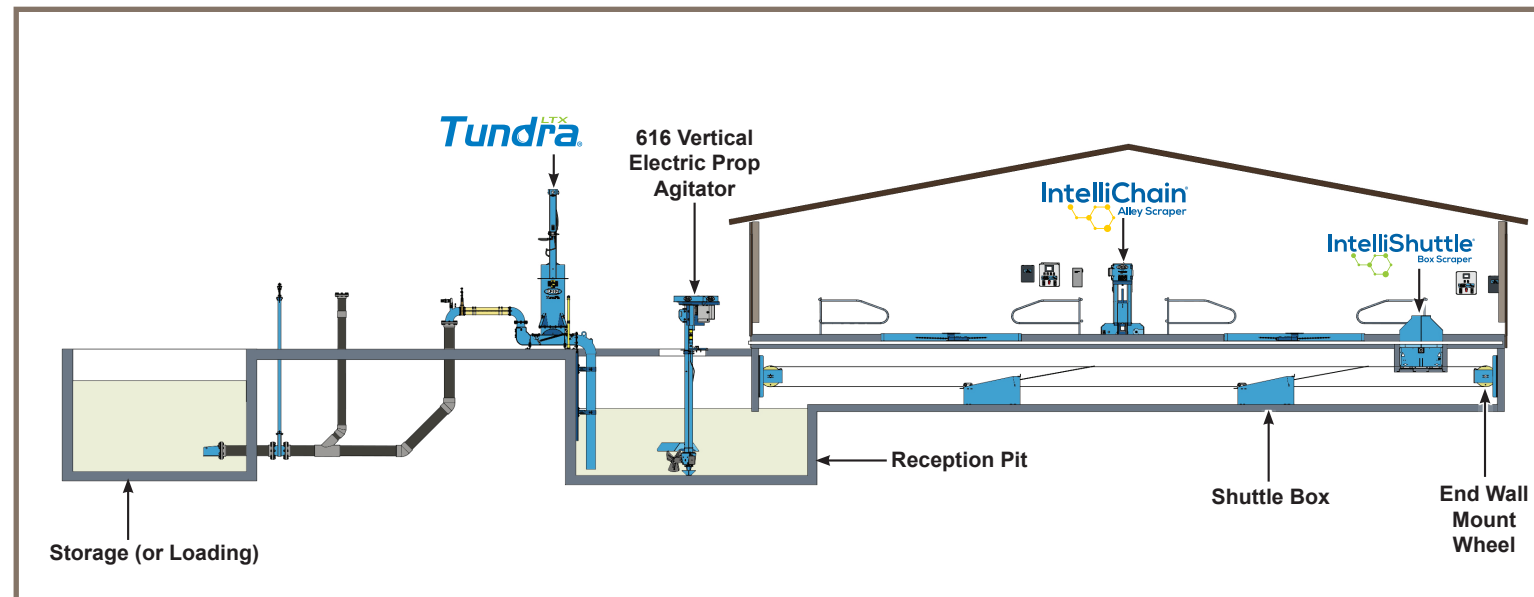 Tundra LTX®
616 Vertical
Electric Prop
Agitator
IntelliChain®
Alley Scraper
IntelliShuttle®
Box Scraper
Reception Pit
Shuttle Box
End Wall
Mount
Wheel
Storage (or Loading)